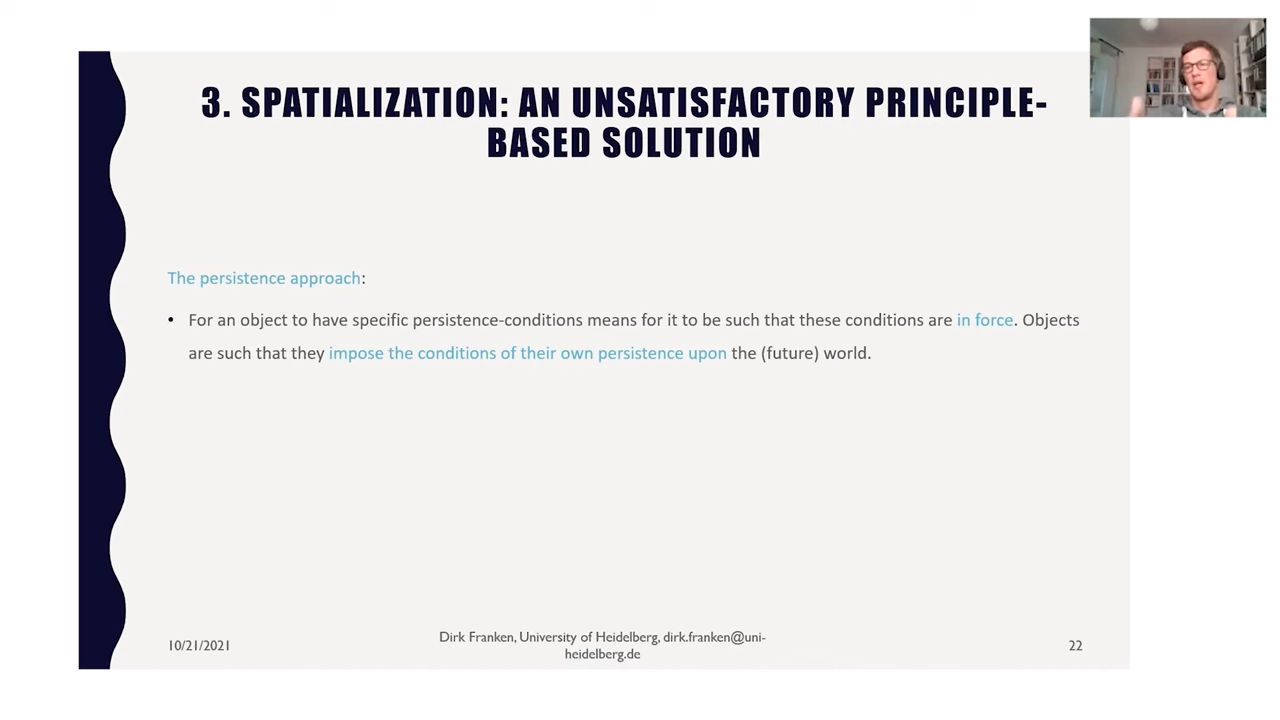 3. SPATIALIZATION: AN UNSATISFACTORY PRINCIPLE-
BASED SOLUTION
The persistence approach:
• For an object to have specific persistence-conditions means for it to be such that these conditions are in force. Objects
are such that they impose the conditions of their own persistence upon the (future) world.
10/21/2021
Dirk Franken, University of Heidelberg, dirk.franken@uni-
heidelberg.de
22